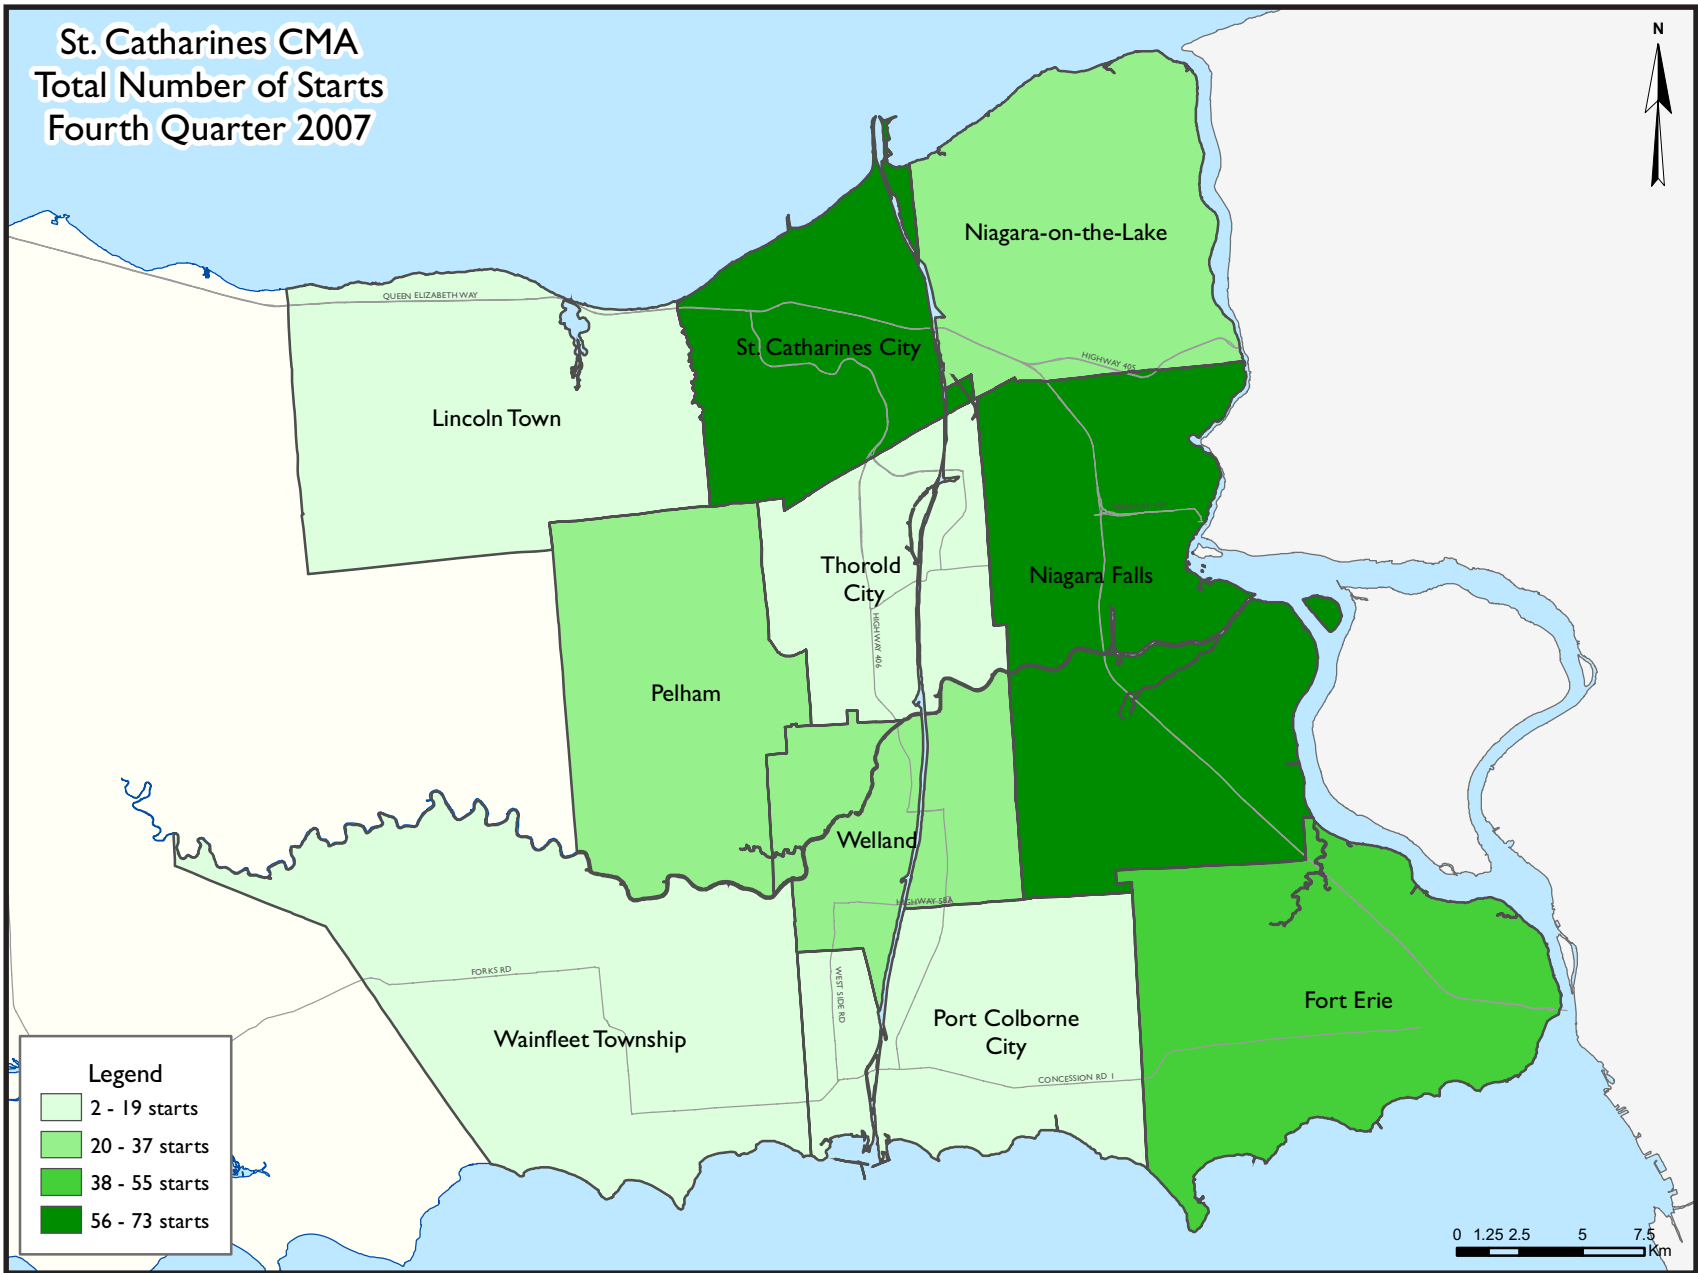 St. Catharines CMA
Total Number of Starts
Fourth Quarter 2007
N
Niagara-on-the-Lake
QUEEN ELIZABETH WAY
St. Catharines City
HIGHWAY 405
Lincoln Town
Thorold
City
Niagara Falls
HIGHWAY 406
Pelham
Welland
HIGHWAY 58A
FORKS RD
WEST SIDE RD
Fort Erie
Port Colborne
City
Wainfleet Township
CONCESSION RD 1
Legend
2 - 19 starts
20 - 37 starts
38 - 55 starts
56 - 73 starts
0 1.25 2.5 5 7.5
Km